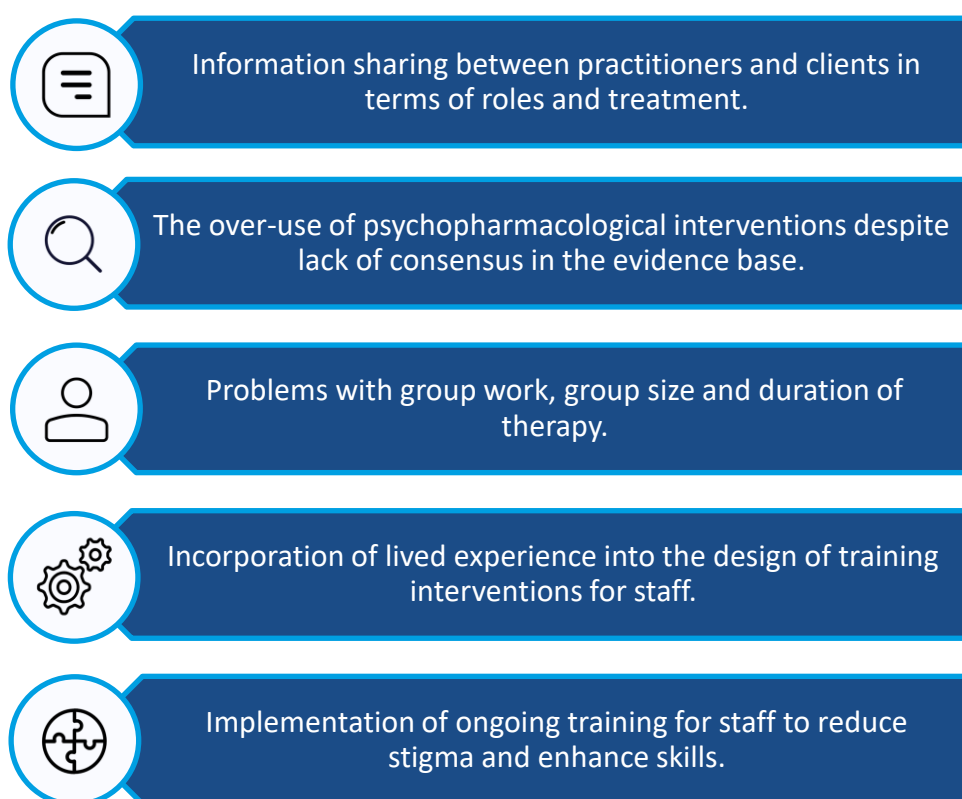 Information sharing between practitioners and clients in
terms of roles and treatment.
The over-use of psychopharmacological interventions despite
lack of consensus in the evidence base.
Problems with group work, group size and duration of
therapy.
Incorporation of lived experience into the design of training
interventions for staff.
Implementation of ongoing training for staff to reduce
stigma and enhance skills.